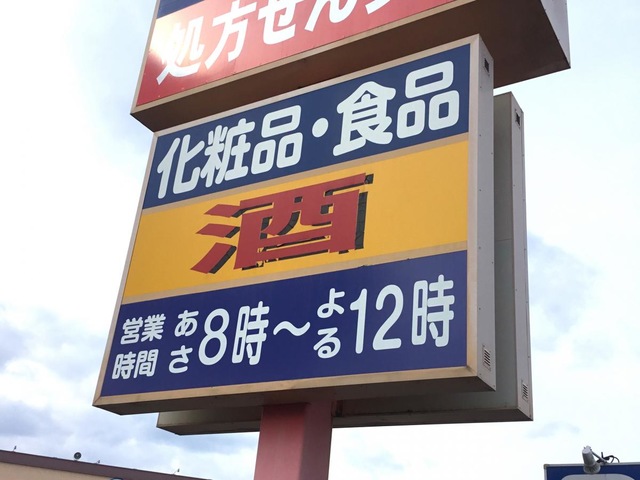 処方せん
化粧品・食品
酒
営業時間 あさ8時～よる12時